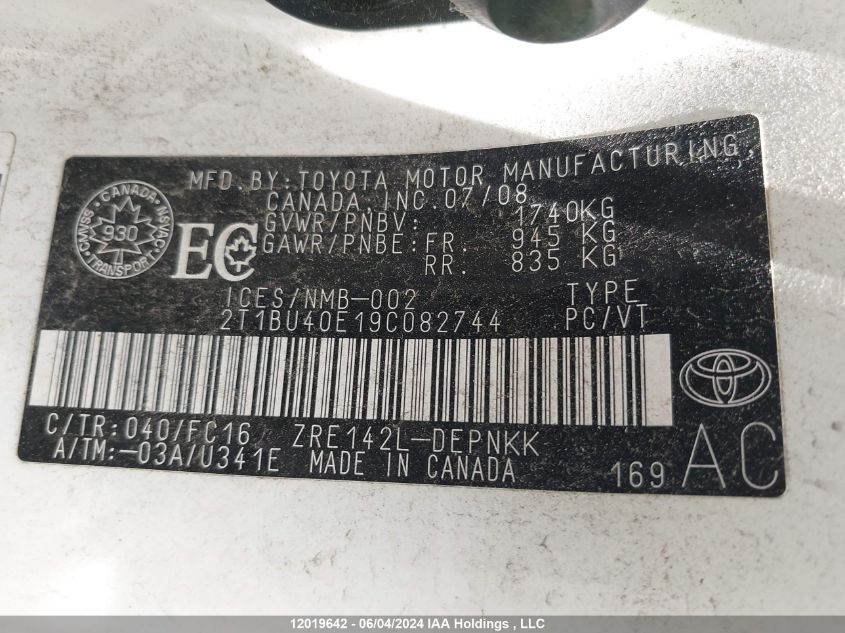 MFD.BY:TOYOTA MOTOR MANUFACTURING
CANADA, INC. 07/08
GVWR/PNBV: 1740KG
GAWR/PNBE:FR. 945 KG
RR. 835 KG
CANADA
CMVSS NSVAC
930
TRANSPORT
EC
ICES/NMB-002 TYPE
2T1BU40E19C082744 PC/VT
C/TR:040/FC16 ZRE142L-DEPNKK
A/TM:-03A/U341E MADE IN CANADA
169 AC
12019642 - 06/04/2024 IAA Holdings , LLC